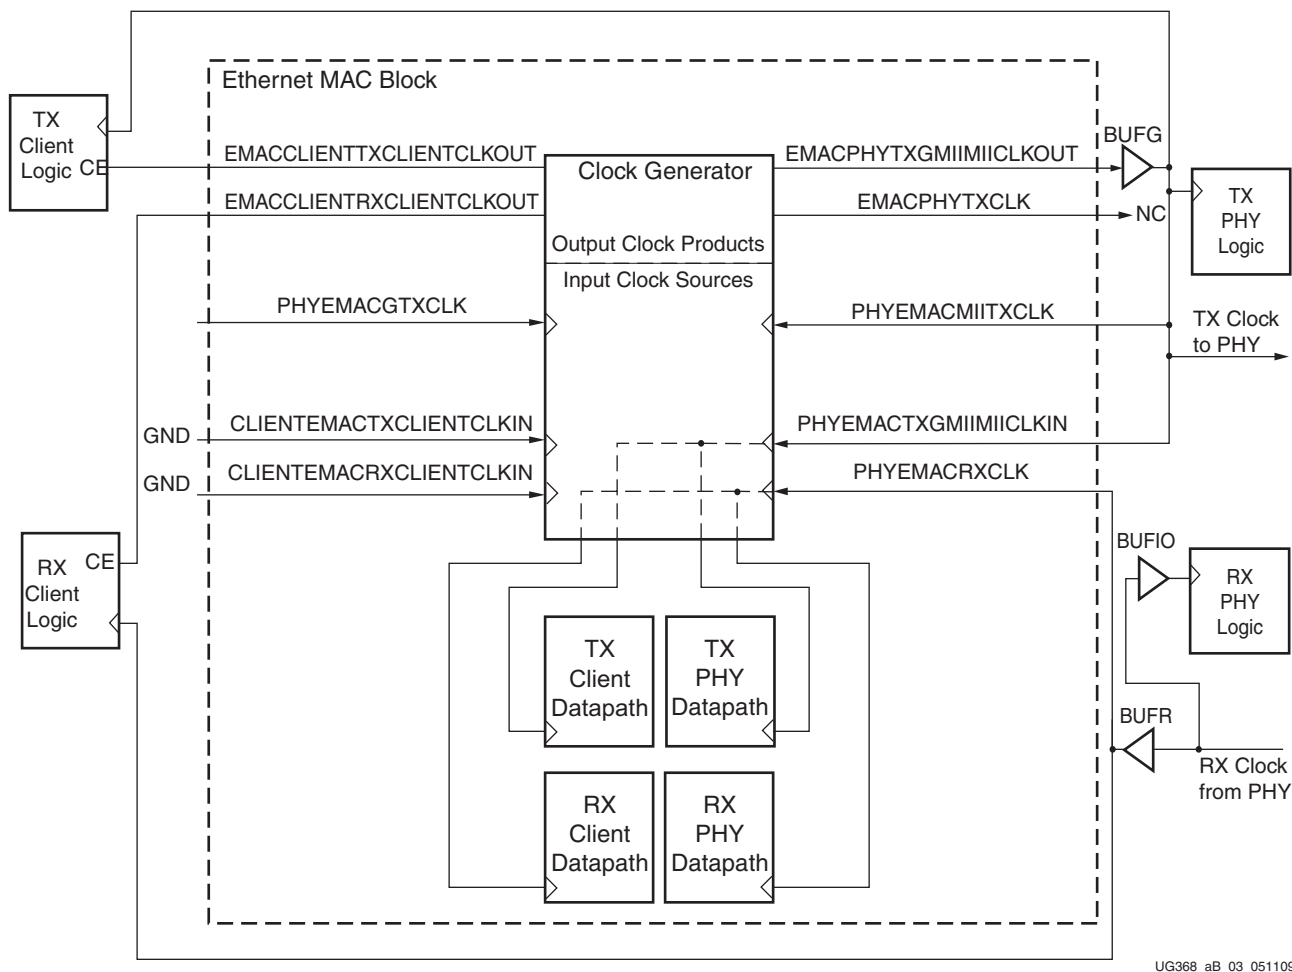 Ethernet MAC Block
TX
Client
Logic
CE
EMACCLIENTTXCLIENTCLKOUT
EMACCLIENTRXCLIENTCLKOUT
Clock Generator
Output Clock Products
Input Clock Sources
EMACPHYTXGMIIMIICLKOUT
BUFG
EMACPHYTXCLK
NC
TX
PHY
Logic
PHYEMACGTXCLK
PHYEMACMIITXCLK
TX Clock
to PHY
GND
CLIENTEMACTXCLIENTCLKIN
PHYEMACTXGMIIMIICLKIN
GND
CLIENTEMACRXCLIENTCLKIN
PHYEMACRXCLK
RX
Client
Logic
CE
BUFIO
RX
PHY
Logic
TX
Client
Datapath
TX
PHY
Datapath
BUFR
RX Clock
from PHY
RX
Client
Datapath
RX
PHY
Datapath
UG368_aB_03_051109